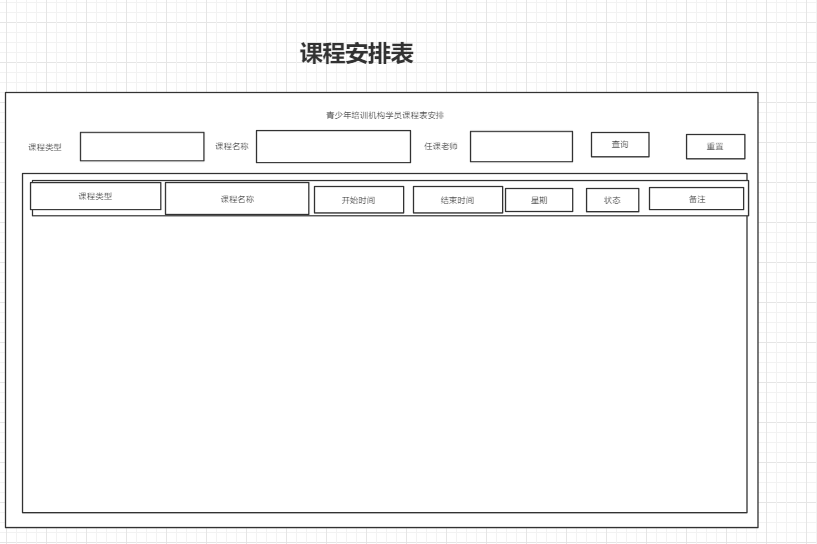 课程安排表
青少年培训机构学员课程表安排
课程类型 课程名称 任课老师 查询 重置
课程类型 课程名称 开始时间 结束时间 星期 状态 备注